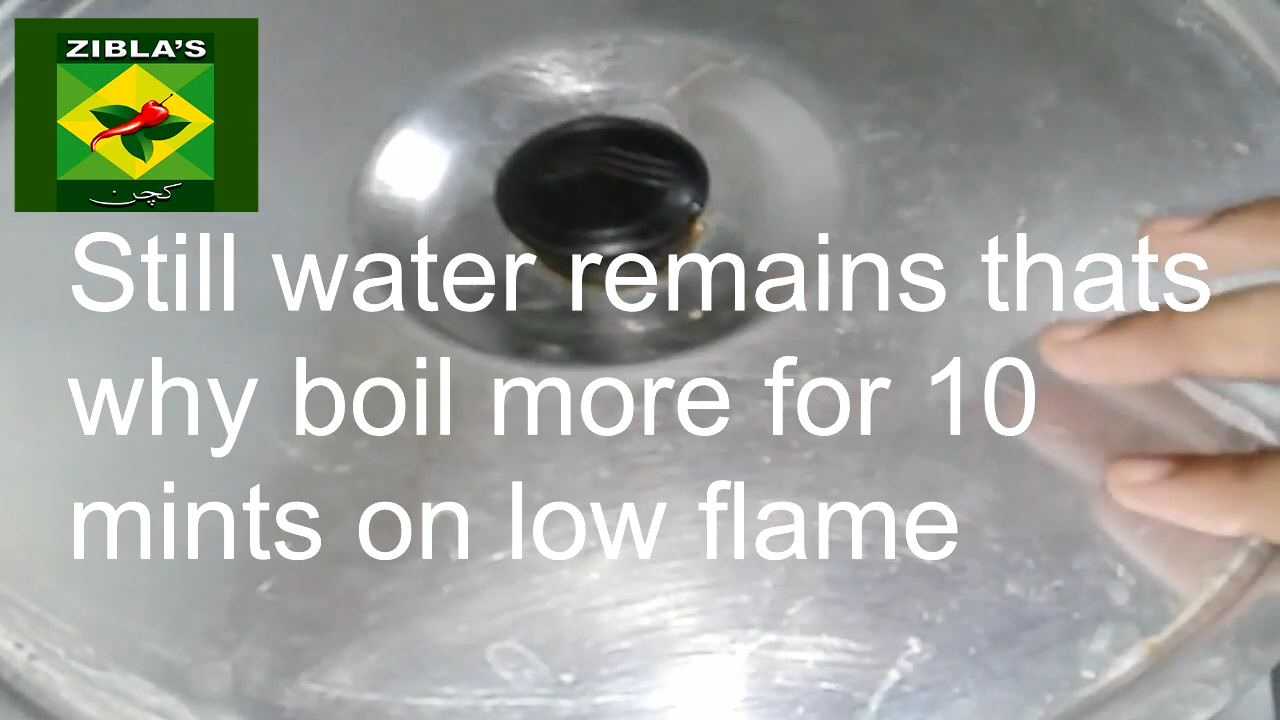 ZIBLA'S
کچن
Still water remains thats
why boil more for 10
mints on low flame